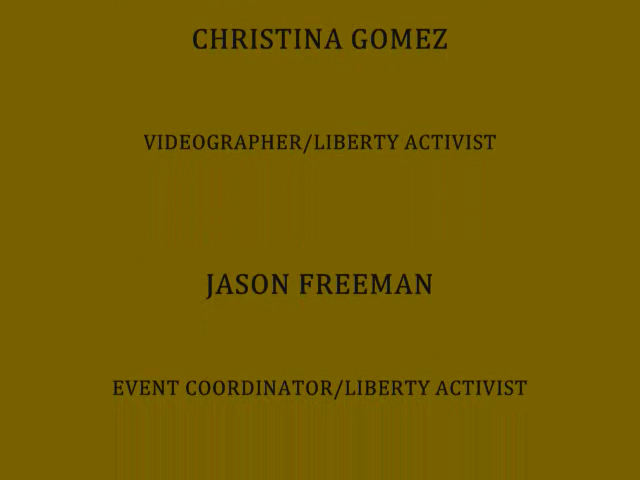 CHRISTINA GOMEZ
VIDEOGRAPHER/LIBERTY ACTIVIST
JASON FREEMAN
EVENT COORDINATOR/LIBERTY ACTIVIST